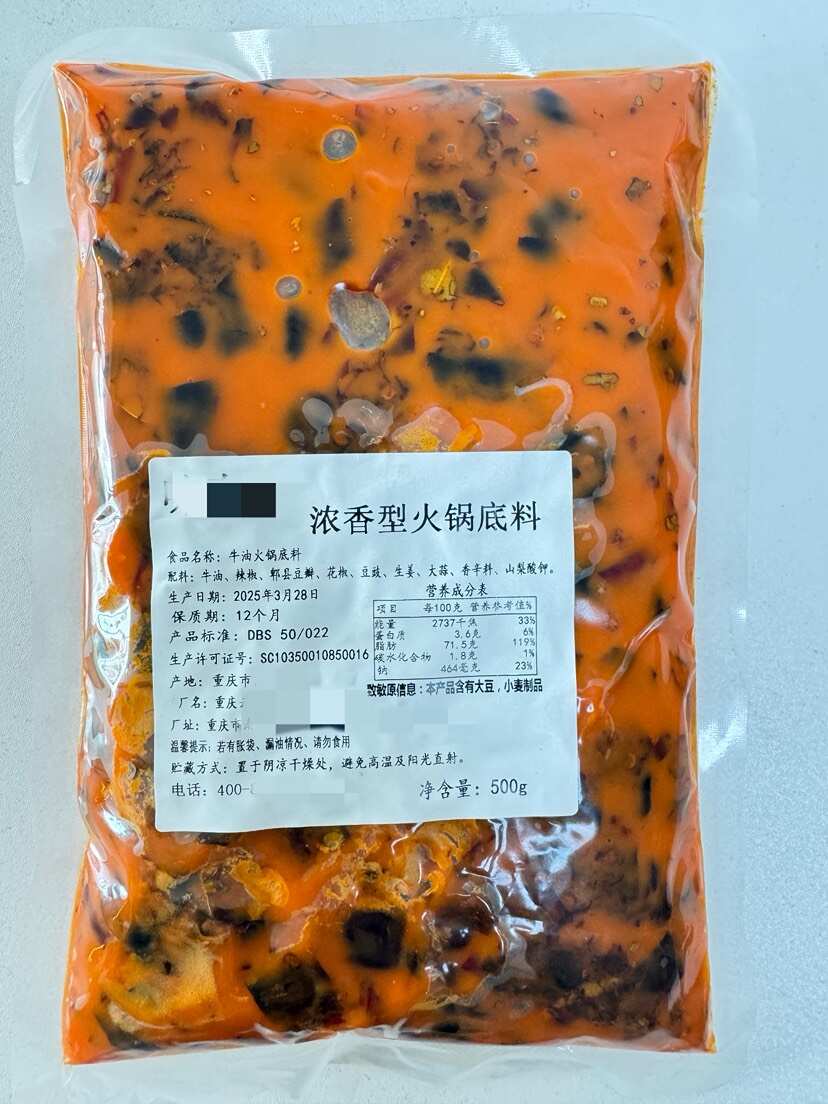 浓香型火锅底料
食品名称：牛油火锅底料
配料：牛油、辣椒、郫县豆瓣、花椒、豆豉、生姜、大蒜、香辛料、山梨酸钾。
生产日期：2025年3月28日
保质期：12个月
产品标准：DBS 50/022
生产许可证号：SC10350010850016
产地：重庆市
厂名：重庆
厂址：重庆市
温馨提示：若有胀袋、漏油情况、请勿食用
贮藏方式：置于阴凉干燥处，避免高温及阳光直射。
电话：400-
营养成分表
项目 每100克 营养参考值%
能量 2737千焦 33%
蛋白质 3.6克 6%
脂肪 71.5克 119%
碳水化合物 1.8克 1%
钠 464毫克 23%
致敏原信息：本产品含有大豆，小麦制品
净含量：500g